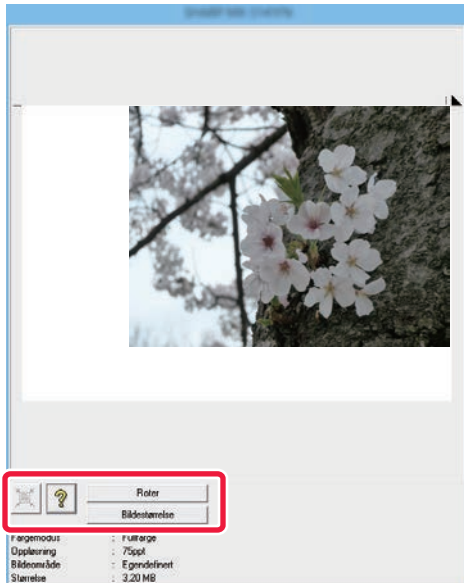 ?
Roter
Bildestørrelse
Fargemodus : Fullfarge
Oppløsning : 75ppt
Bildeområde : Egendefinert
Størrelse : 3,20 MB